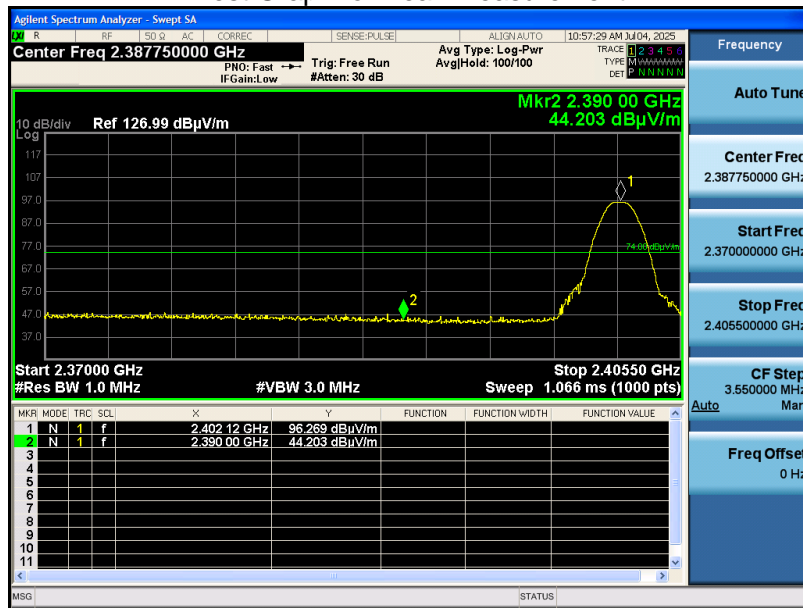 Agilent Spectrum Analyzer - Swept SA
LXI R RF 50 Ω AC CORREC SENSE:PULSE ALIGN AUTO 10:57:29 AM Jul 04, 2025
Center Freq 2.387750000 GHz
PNO: Fast
IFGain:Low
Trig: Free Run
#Atten: 30 dB
Avg Type: Log-Pwr
Avg|Hold: 100/100
TRACE 1 2 3 4 5 6
TYPE M
DET P N N N N N
Mkr2 2.390 00 GHz
44.203 dBµV/m
10 dB/div Ref 126.99 dBµV/m
Log
117
107
97.0
87.0
77.0
67.0
57.0
47.0
37.0
1
74.00 dBµV/m
2
Start 2.37000 GHz Stop 2.40550 GHz
#Res BW 1.0 MHz #VBW 3.0 MHz Sweep 1.066 ms (1000 pts)
MKR MODE TRC SCL X Y FUNCTION FUNCTION WIDTH FUNCTION VALUE
1 N 1 f 2.402 12 GHz 96.269 dBµV/m
2 N 1 f 2.390 00 GHz 44.203 dBµV/m
3
4
5
6
7
8
9
10
11
MSG STATUS
Frequency
Auto Tune
Center Freq
2.387750000 GHz
Start Freq
2.370000000 GHz
Stop Freq
2.405500000 GHz
CF Step
3.550000 MHz
Auto Man
Freq Offset
0 Hz